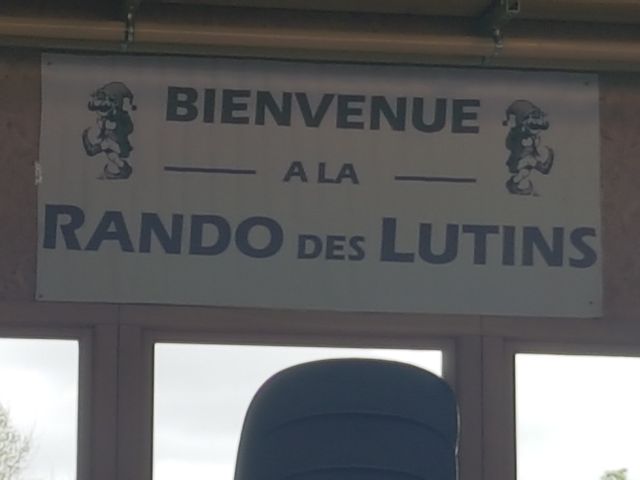 BIENVENUE
A LA
RANDO DES LUTINS